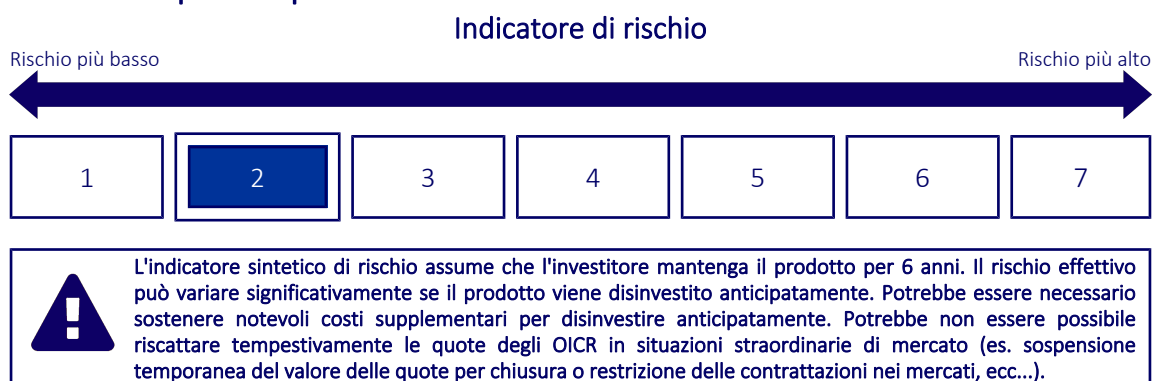 Indicatore di rischio
Rischio più basso
Rischio più alto
1
2
3
4
5
6
7
L'indicatore sintetico di rischio assume che l'investitore mantenga il prodotto per 6 anni. Il rischio effettivo
può variare significativamente se il prodotto viene disinvestito anticipatamente. Potrebbe essere necessario
sostenere notevoli costi supplementari per disinvestire anticipatamente. Potrebbe non essere possibile
riscattare tempestivamente le quote degli OICR in situazioni straordinarie di mercato (es. sospensione
temporanea del valore delle quote per chiusura o restrizione delle contrattazioni nei mercati, ecc...).